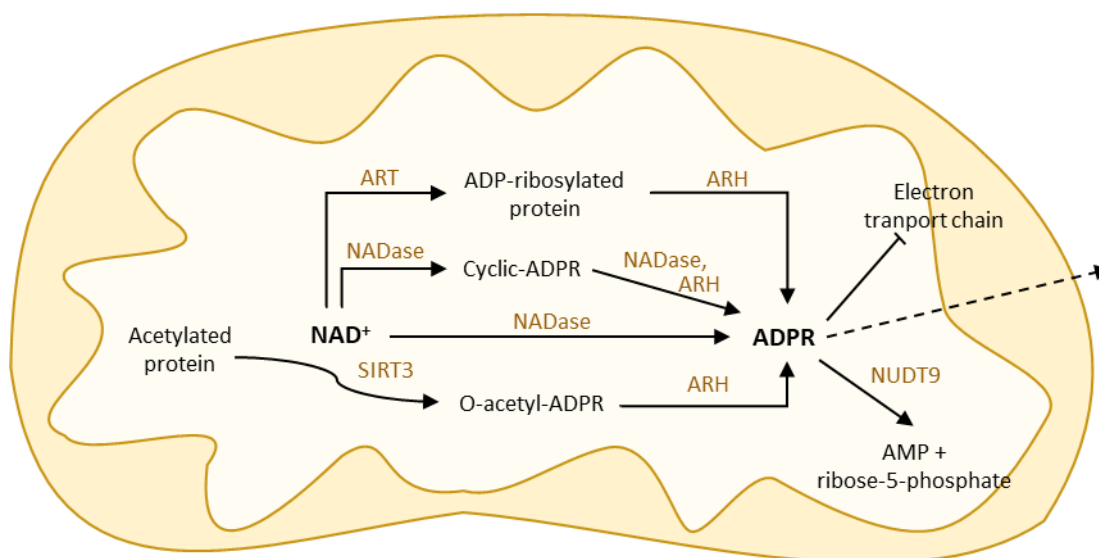 ART
ADP-ribosylated
protein
ARH
Electron
tranport chain
NADase
Cyclic-ADPR
NADase,
ARH
Acetylated
protein
NAD⁺
NADase
ADPR
SIRT3
O-acetyl-ADPR
ARH
NUDT9
AMP +
ribose-5-phosphate